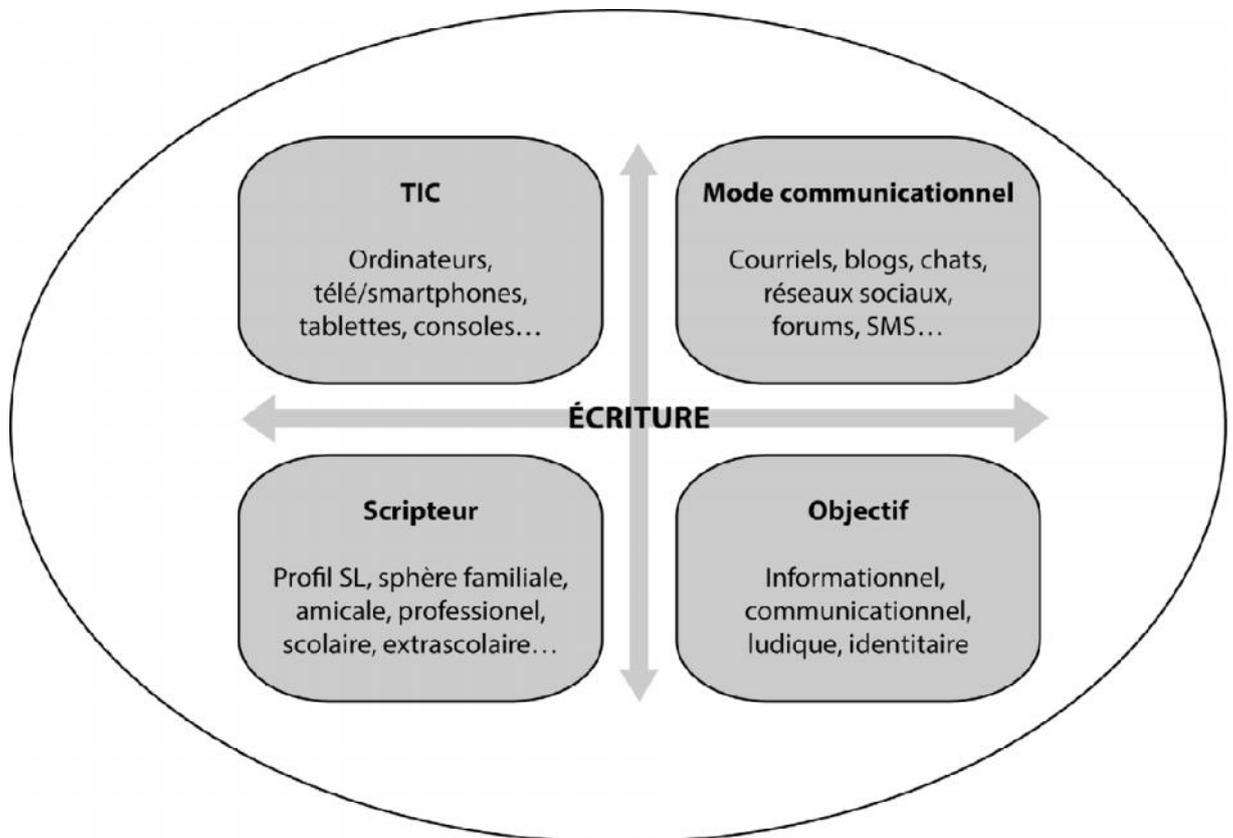 TIC
Ordinateurs,
télé/smartphones,
tablettes, consoles…
Mode communicationnel
Courriels, blogs, chats,
réseaux sociaux,
forums, SMS…
ÉCRITURE
Scripteur
Profil SL, sphère familiale,
amicale, professionel,
scolaire, extrascolaire…
Objectif
Informationnel,
communicationnel,
ludique, identitaire